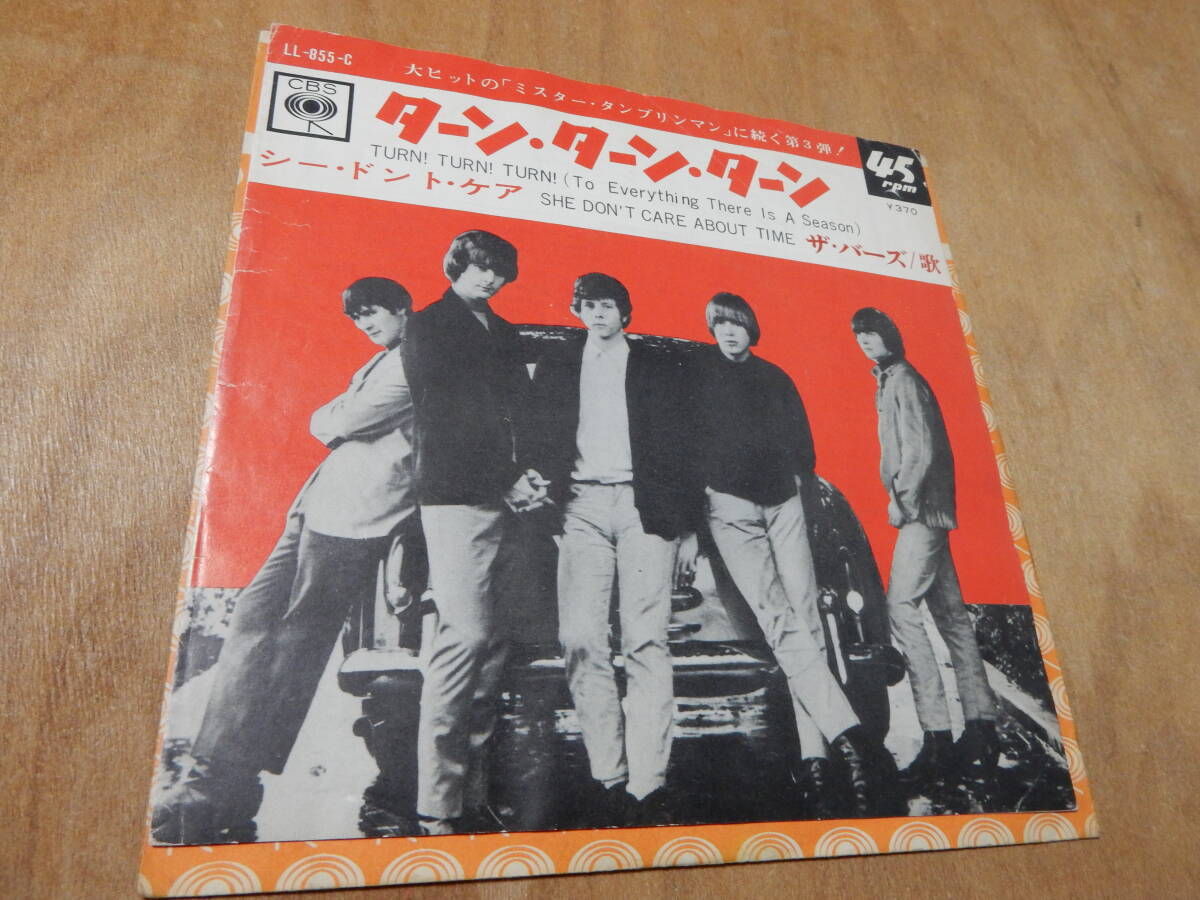 LL-855-C
大ヒットの「ミスター・タンブリンマン」に続く第3弾!
CBS
ターン・ターン・ターン
45
rpm
¥370
TURN! TURN! TURN! (To Everything There Is A Season)
シー・ドント・ケア
SHE DON'T CARE ABOUT TIME
ザ・バーズ/歌